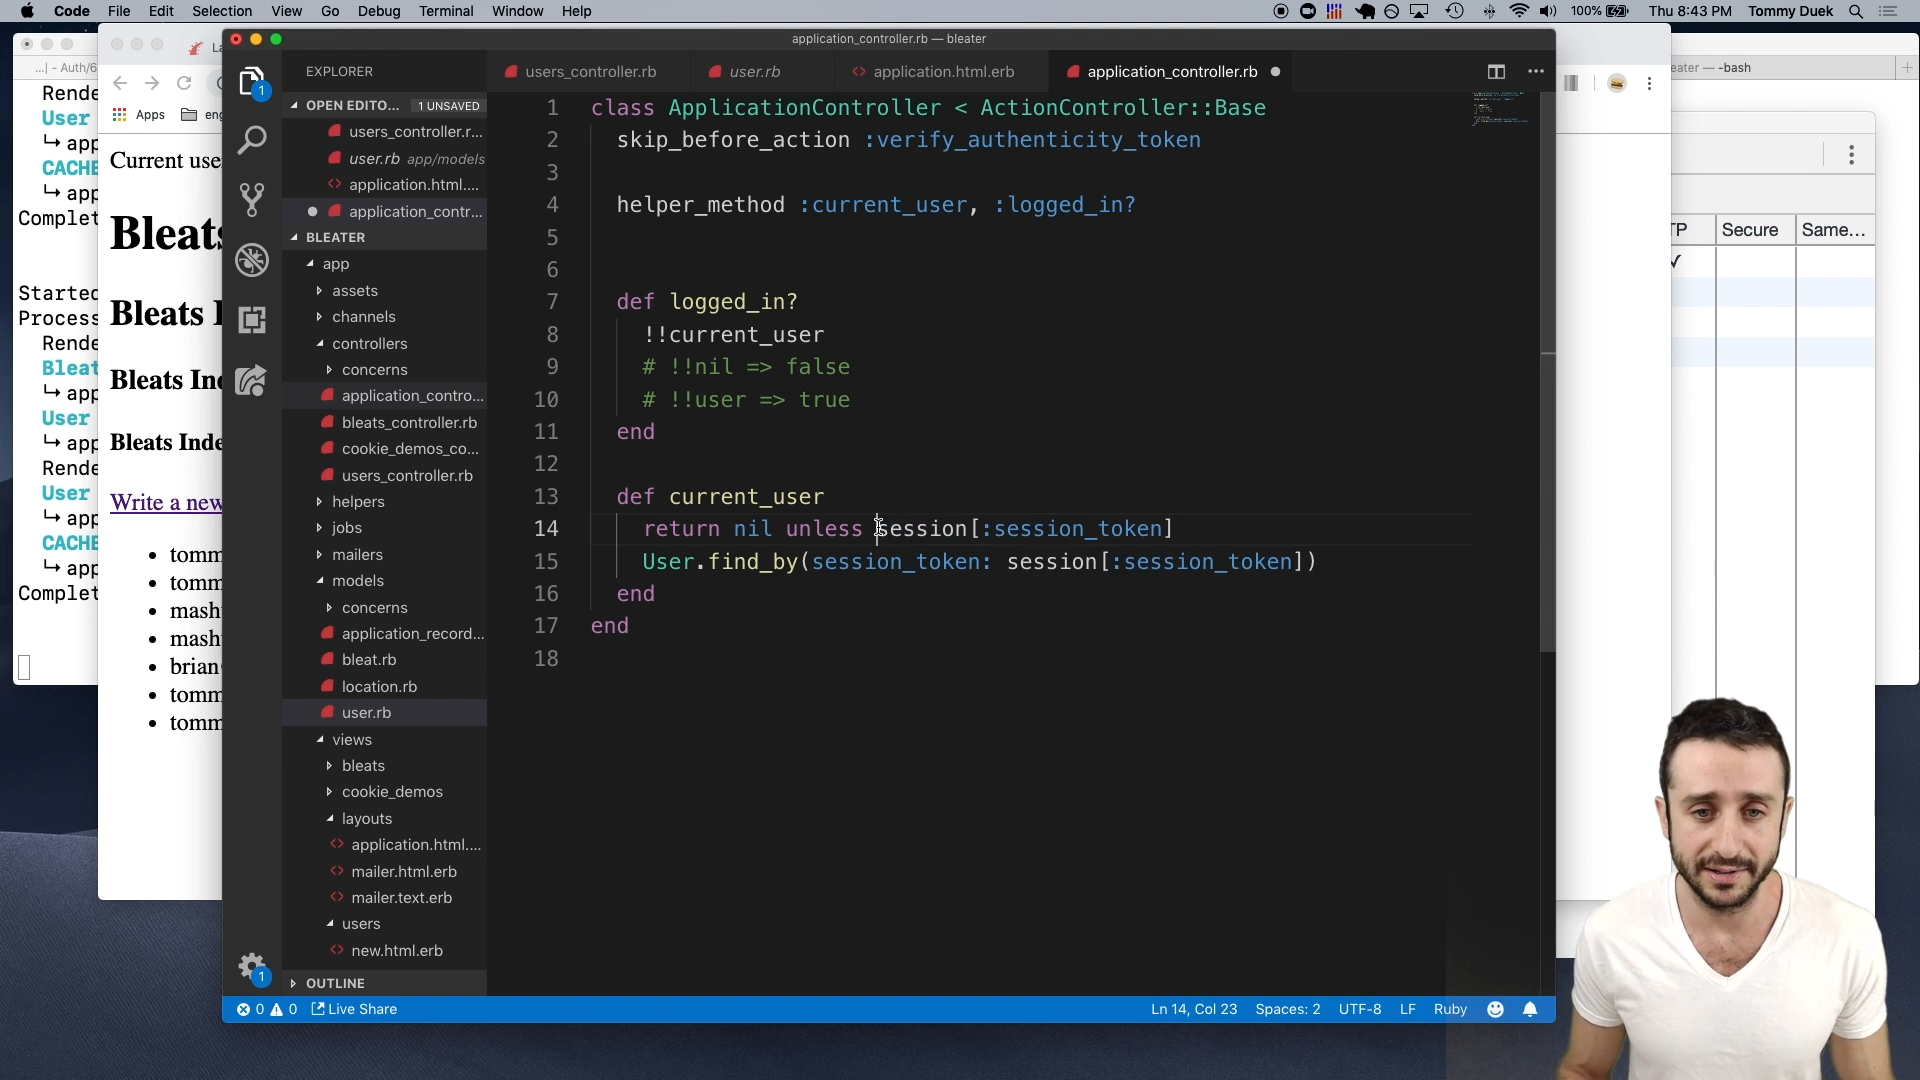 Code File Edit Selection View Go Debug Terminal Window Help
100% Thu 8:43 PM Tommy Duek
...| - Auth/6
Rende
User
↳ app
CACHE
↳ app
Complet
Started
Process
Rende
Bleat
↳ app
User
↳ app
Rende
User
↳ app
CACHE
↳ app
Complet
Apps
Current use
Bleats
Bleats I
Bleats Ind
Bleats Inde
Write a new
• tomm
• tomm
• mash
• mash
• brian
• tomm
• tomm
application_controller.rb — bleater
EXPLORER
OPEN EDITO... 1 UNSAVED
users_controller.r...
user.rb app/models
application.html....
application_contr...
BLEATER
app
assets
channels
controllers
concerns
application_contro...
bleats_controller.rb
cookie_demos_co...
users_controller.rb
helpers
jobs
mailers
models
concerns
application_record...
bleat.rb
location.rb
user.rb
views
bleats
cookie_demos
layouts
application.html....
mailer.html.erb
mailer.text.erb
users
new.html.erb
OUTLINE
1
1
users_controller.rb user.rb application.html.erb application_controller.rb
1 class ApplicationController < ActionController::Base
2 skip_before_action :verify_authenticity_token
3
4 helper_method :current_user, :logged_in?
5
6
7 def logged_in?
8 !!current_user
9 # !!nil => false
10 # !!user => true
11 end
12
13 def current_user
14 return nil unless session[:session_token]
15 User.find_by(session_token: session[:session_token])
16 end
17 end
18
0 0 Live Share
Ln 14, Col 23 Spaces: 2 UTF-8 LF Ruby
eater — -bash
TP Secure Same...
✓